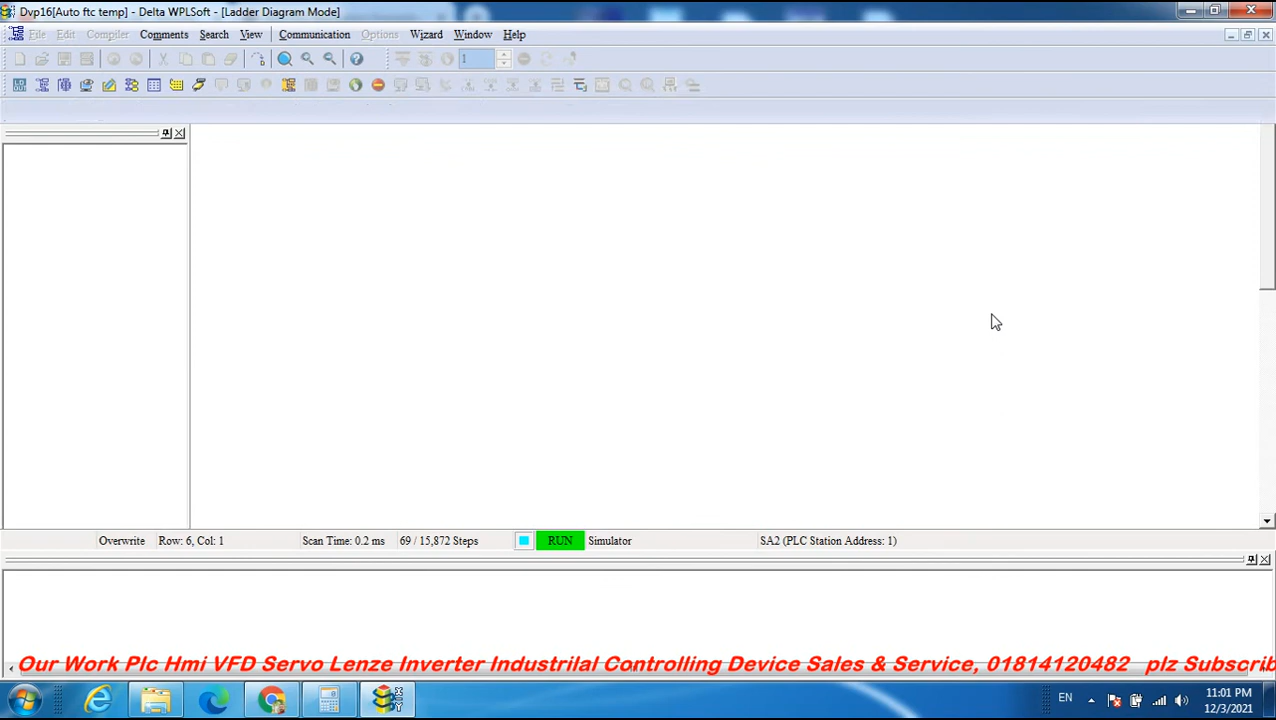 Dvp16[Auto ftc temp] - Delta WPLSoft - [Ladder Diagram Mode]
File Edit Compiler Comments Search View Communication Options Wizard Window Help
1
Overwrite Row: 6, Col: 1 Scan Time: 0.2 ms 69 / 15,872 Steps RUN Simulator SA2 (PLC Station Address: 1)
Our Work Plc Hmi VFD Servo Lenze Inverter Industrilal Controlling Device Sales & Service, 01814120482 plz Subscrib
EN 11:01 PM
12/3/2021